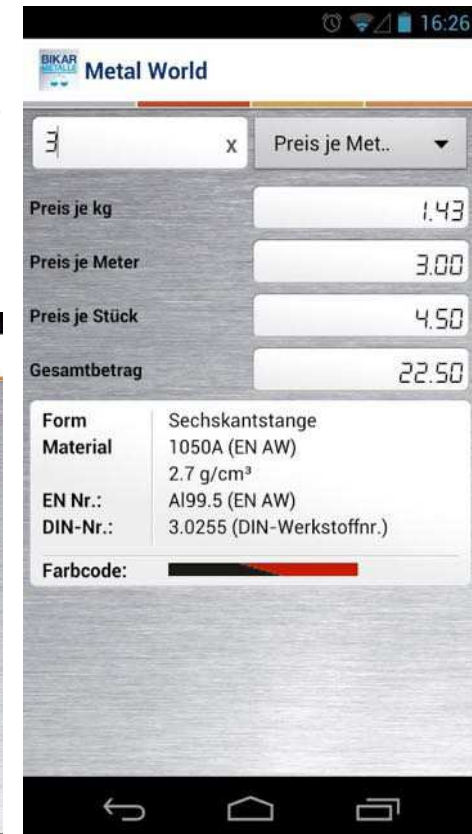 16:26
BIKAR
METALLE
Metal World
3 x Preis je Met..
Preis je kg 1.43
Preis je Meter 3.00
Preis je Stück 4.50
Gesamtbetrag 22.50
Form Sechskantstange
Material 1050A (EN AW)
2.7 g/cm³
EN Nr.: Al99.5 (EN AW)
DIN-Nr.: 3.0255 (DIN-Werkstoffnr.)
Farbcode: